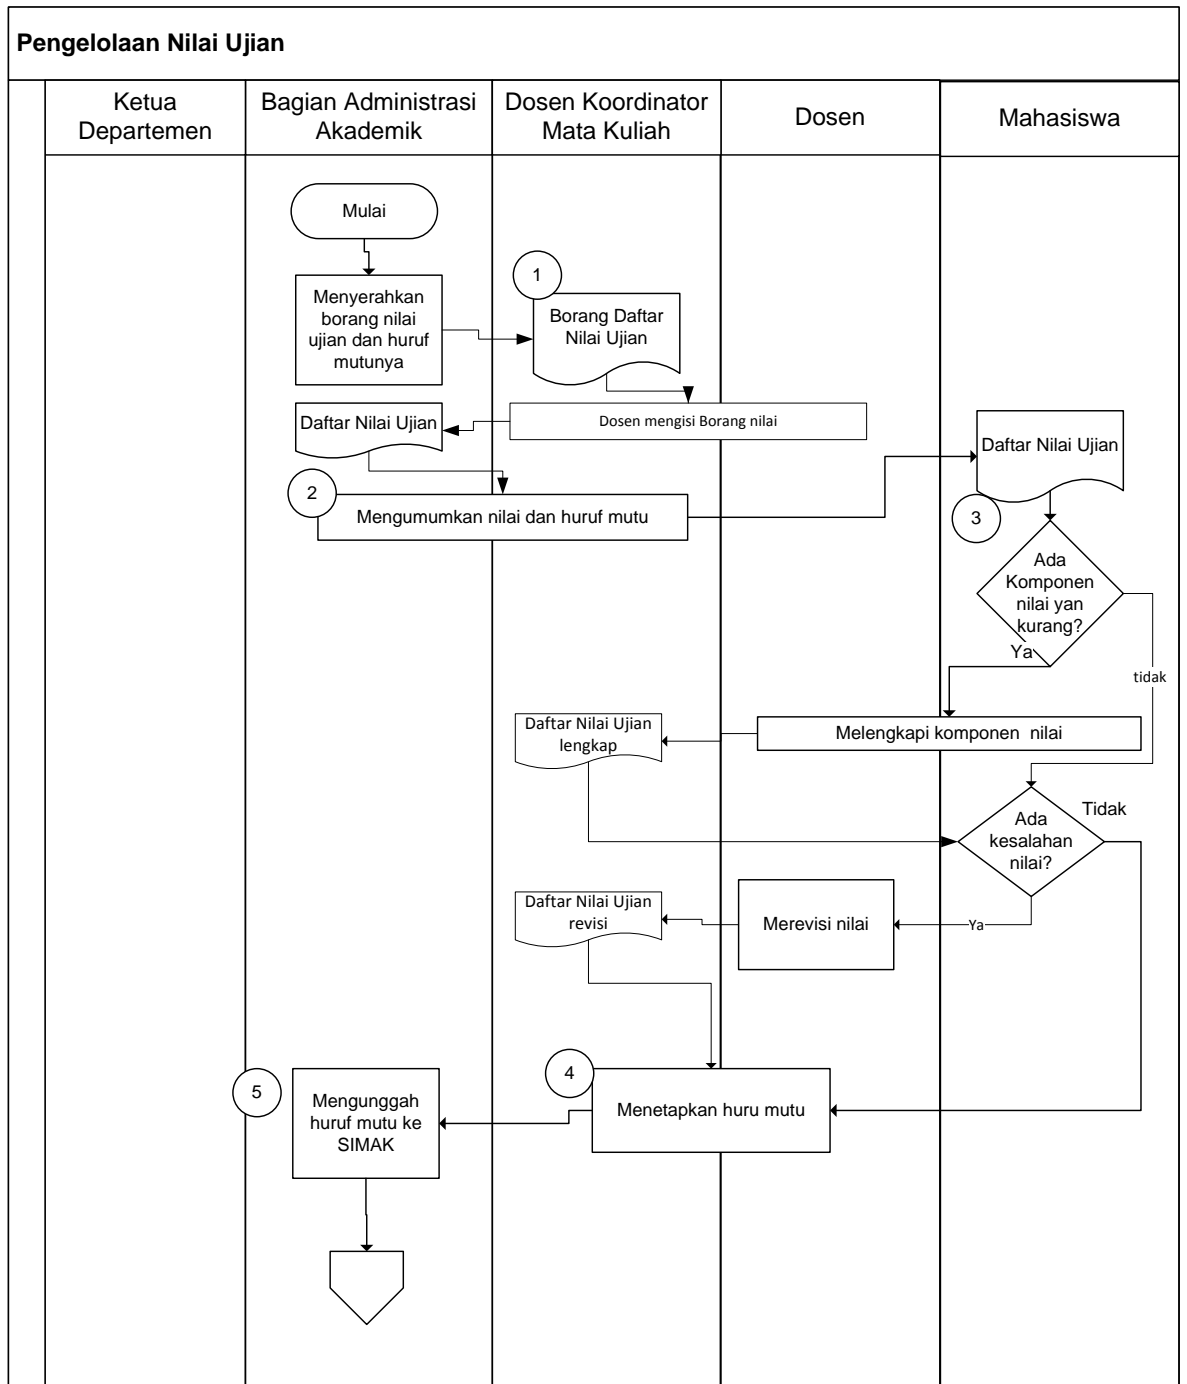 Pengelolaan Nilai Ujian
Ketua
Departemen
Bagian Administrasi
Akademik
Dosen Koordinator
Mata Kuliah
Dosen
Mahasiswa
Mulai
Menyerahkan
borang nilai
ujian dan huruf
mutunya
1
Borang Daftar
Nilai Ujian
Dosen mengisi Borang nilai
Daftar Nilai Ujian
2
Mengumumkan nilai dan huruf mutu
Daftar Nilai Ujian
3
Ada
Komponen
nilai yan
kurang?
Ya
tidak
Melengkapi komponen nilai
Daftar Nilai Ujian
lengkap
Ada
kesalahan
nilai?
Tidak
Ya
Merevisi nilai
Daftar Nilai Ujian
revisi
4
Menetapkan huru mutu
5
Mengunggah
huruf mutu ke
SIMAK